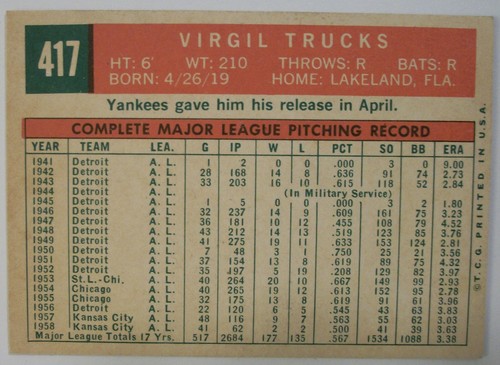 417
VIRGIL TRUCKS
HT: 6' WT: 210 THROWS: R BATS: R
BORN: 4/26/19 HOME: LAKELAND, FLA.
Yankees gave him his release in April.
COMPLETE MAJOR LEAGUE PITCHING RECORD
YEAR TEAM LEA. G IP W L PCT SO BB ERA
1941 Detroit A. L. 1 2 0 0 .000 3 0 9.00
1942 Detroit A. L. 28 168 14 8 .636 91 74 2.73
1943 Detroit A. L. 33 203 16 10 .615 118 52 2.84
1944 Detroit A. L. (In Military Service)
1945 Detroit A. L. 1 5 0 0 .000 3 2 1.80
1946 Detroit A. L. 32 237 14 9 .609 161 75 3.23
1947 Detroit A. L. 36 181 10 12 .455 108 79 4.52
1948 Detroit A. L. 43 212 14 13 .519 123 85 3.78
1949 Detroit A. L. 41 275 19 11 .633 153 124 2.81
1950 Detroit A. L. 7 48 3 1 .750 25 21 3.56
1951 Detroit A. L. 37 154 13 8 .619 89 75 4.32
1952 Detroit A. L. 35 197 5 19 .208 129 82 3.97
1953 St.L.-Chi. A. L. 40 264 20 10 .667 149 99 2.93
1954 Chicago A. L. 40 265 19 12 .613 152 95 2.78
1955 Chicago A. L. 32 175 13 8 .619 91 61 3.96
1956 Detroit A. L. 22 120 6 5 .545 43 63 3.83
1957 Kansas City A. L. 48 116 9 7 .563 55 62 3.03
1958 Kansas City A. L. 41 62 2 2 .500 41 39 3.63
Major League Totals 17 Yrs. 517 2684 177 135 .567 1534 1088 3.38
© T.C.G. PRINTED IN U.S.A.